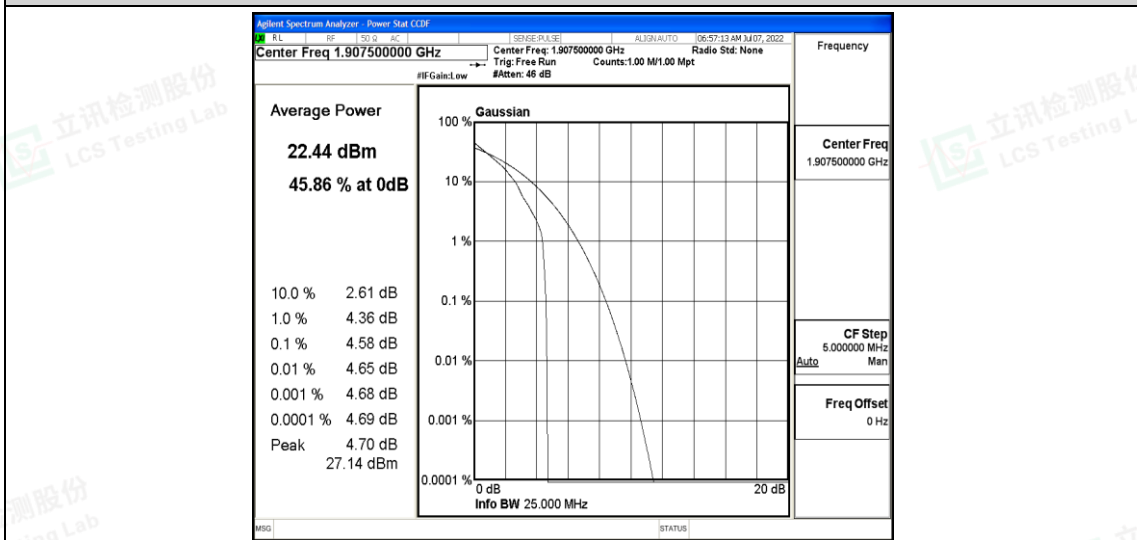 Agilent Spectrum Analyzer - Power Stat CCDF
RL RF 50 Ω AC SENSE:PULSE ALIGNAUTO 06:57:13 AM Jul 07, 2022
Center Freq 1.907500000 GHz
Center Freq: 1.907500000 GHz Radio Std: None
Trig: Free Run Counts:1.00 M/1.00 Mpt
#IFGain:Low #Atten: 46 dB
Frequency
Average Power
22.44 dBm
45.86 % at 0dB
10.0 % 2.61 dB
1.0 % 4.36 dB
0.1 % 4.58 dB
0.01 % 4.65 dB
0.001 % 4.68 dB
0.0001 % 4.69 dB
Peak 4.70 dB
27.14 dBm
Gaussian
100 %
10 %
1 %
0.1 %
0.01 %
0.001 %
0.0001 %
0 dB 20 dB
Info BW 25.000 MHz
Center Freq
1.907500000 GHz
CF Step
5.000000 MHz
Auto Man
Freq Offset
0 Hz
MSG STATUS
立讯检测股份
LCS Testing Lab
立讯检测股份
LCS Testing L
测股份
ing Lab